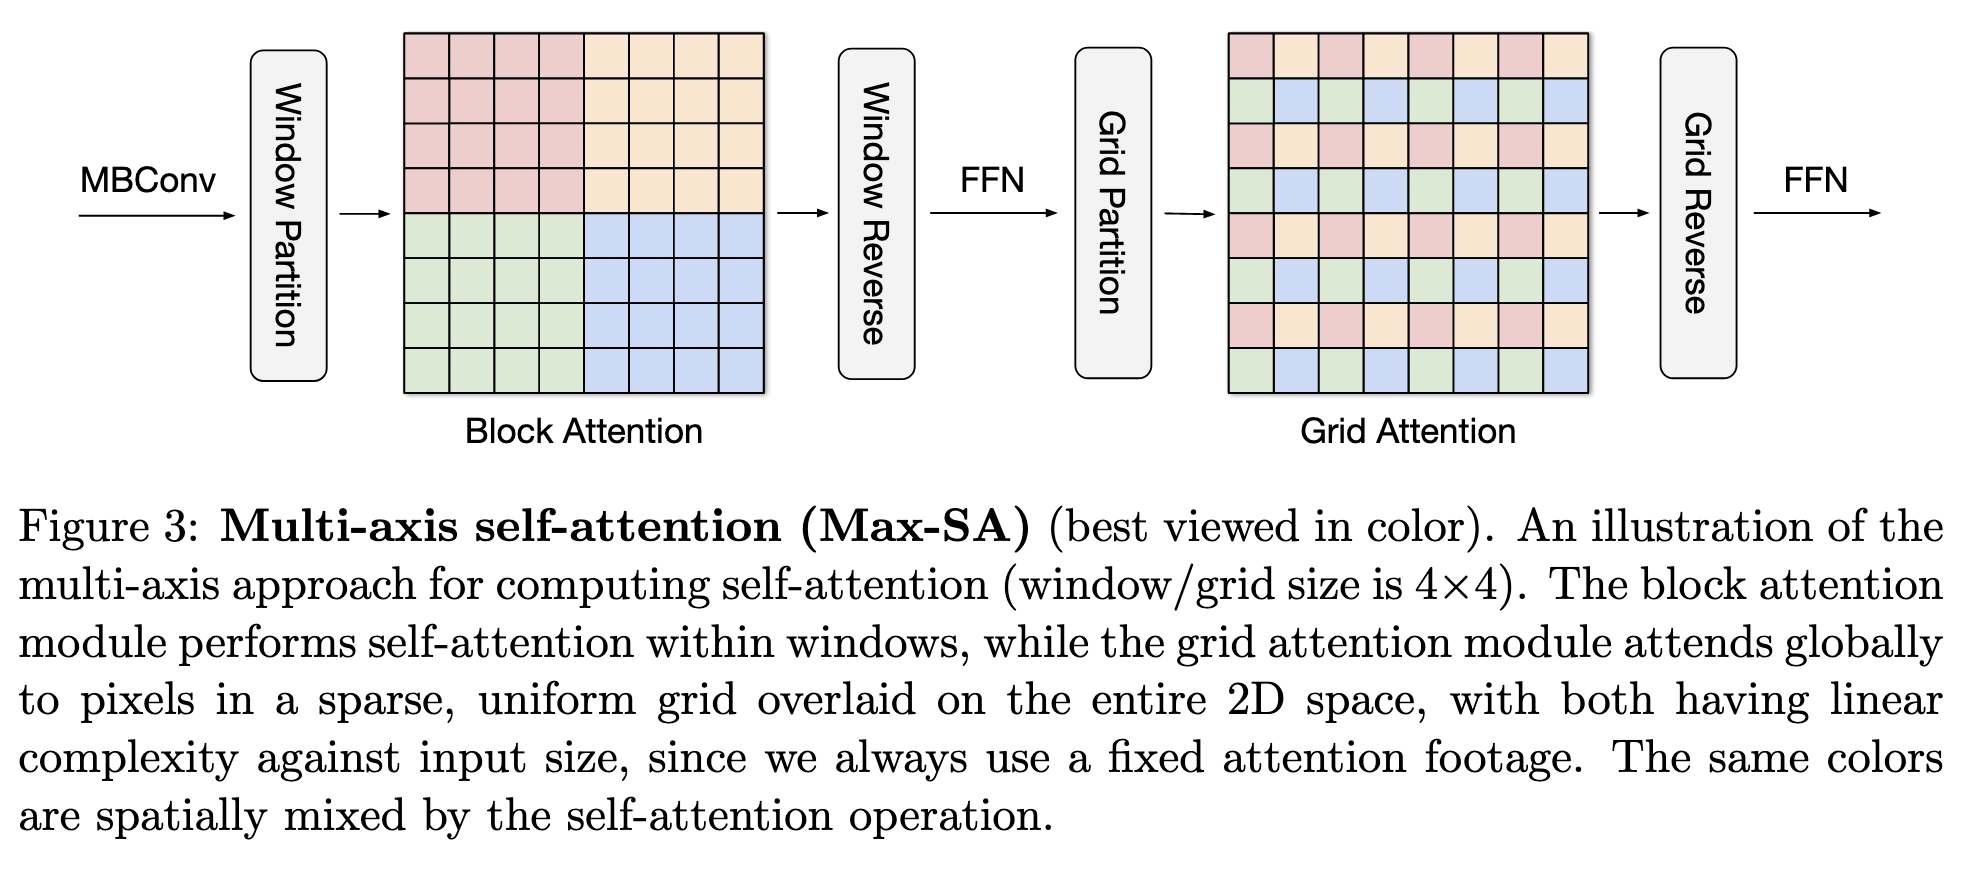 MBConv
Window Partition
Block Attention
Window Reverse
FFN
Grid Partition
Grid Attention
Grid Reverse
FFN
Figure 3: Multi-axis self-attention (Max-SA) (best viewed in color). An illustration of the
multi-axis approach for computing self-attention (window/grid size is 4×4). The block attention
module performs self-attention within windows, while the grid attention module attends globally
to pixels in a sparse, uniform grid overlaid on the entire 2D space, with both having linear
complexity against input size, since we always use a fixed attention footage. The same colors
are spatially mixed by the self-attention operation.